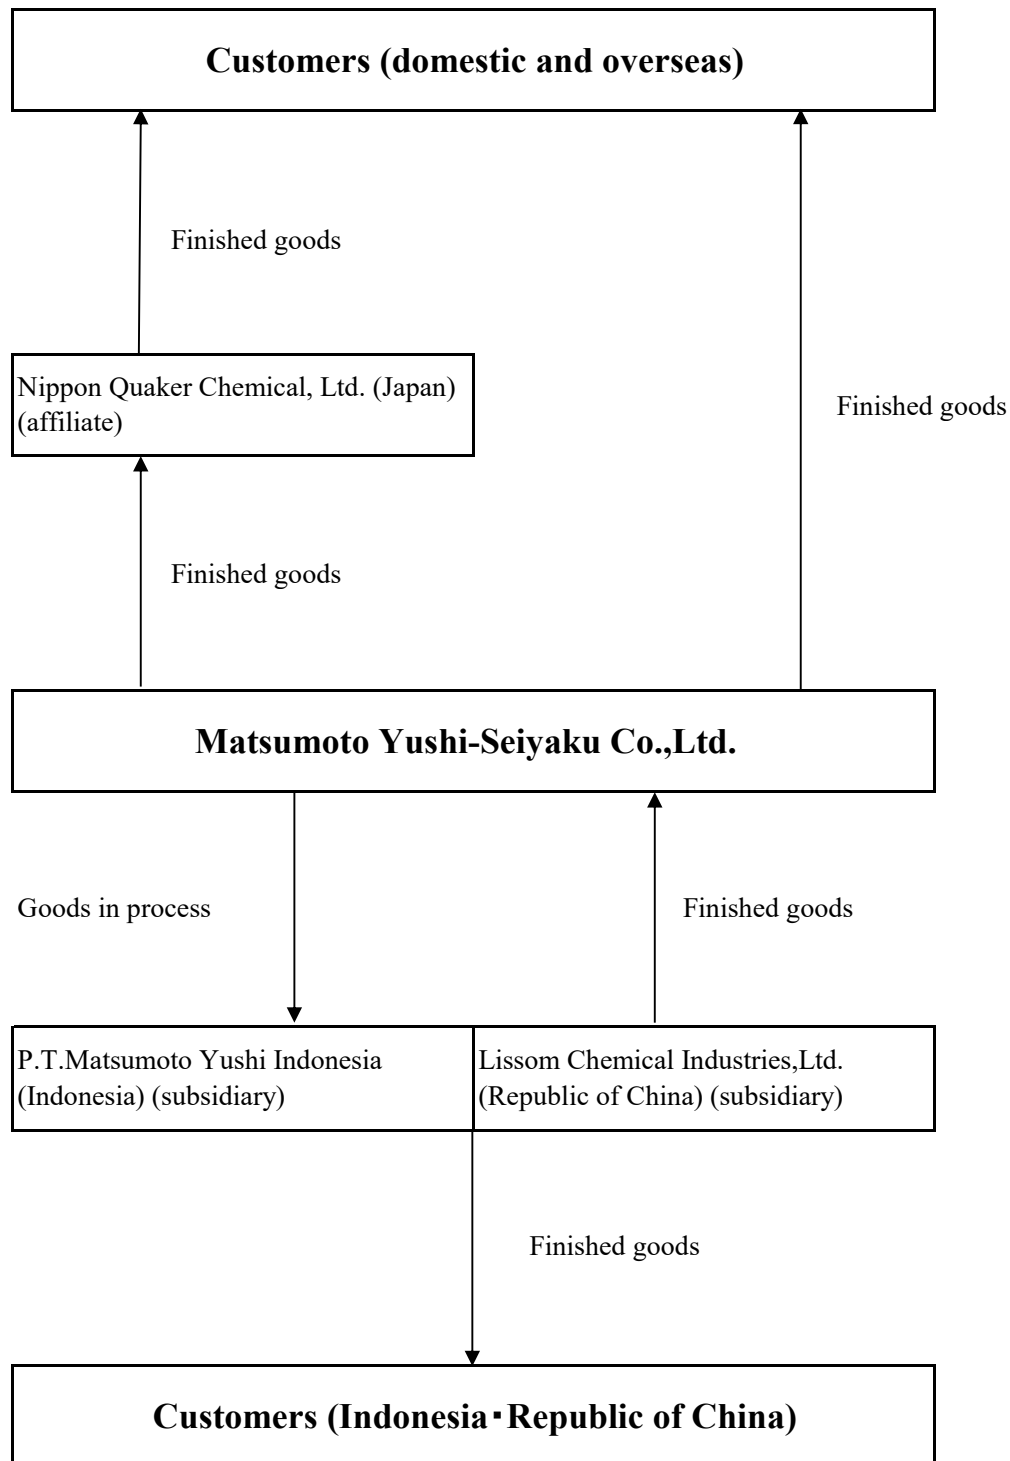 Customers (domestic and overseas)
Finished goods
Nippon Quaker Chemical, Ltd. (Japan)
(affiliate)
Finished goods
Finished goods
Matsumoto Yushi-Seiyaku Co.,Ltd.
Goods in process
Finished goods
P.T.Matsumoto Yushi Indonesia
(Indonesia) (subsidiary)
Lissom Chemical Industries,Ltd.
(Republic of China) (subsidiary)
Finished goods
Customers (Indonesia・Republic of China)